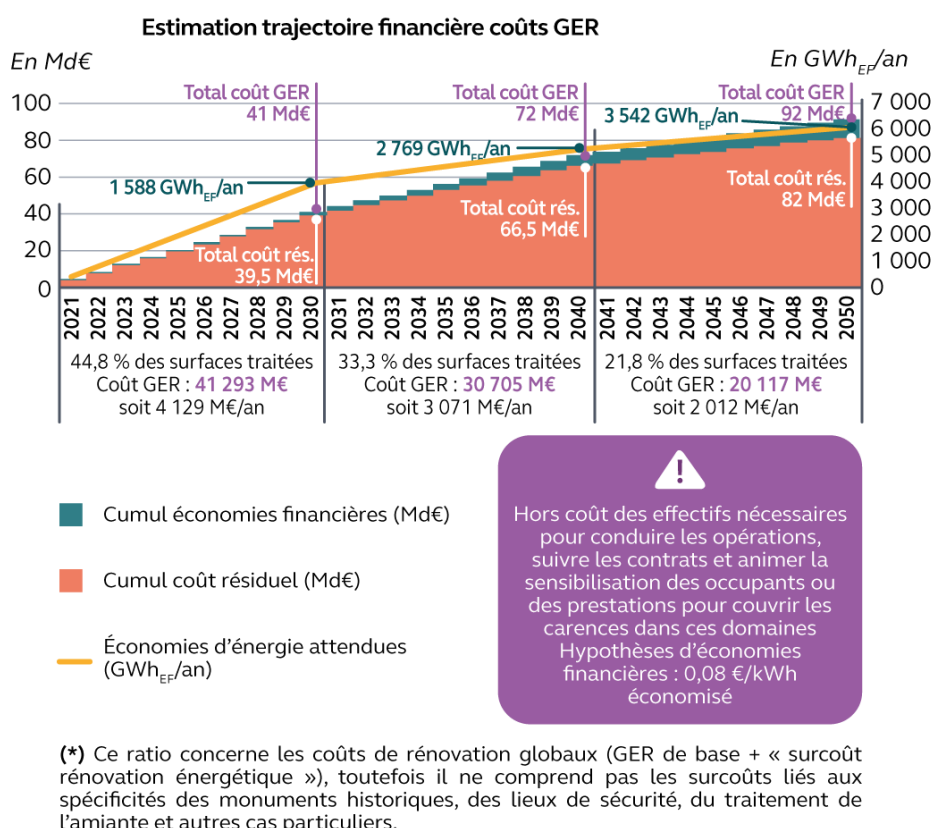 Estimation trajectoire financière coûts GER
En Md€
En GWh_EF/an
Total coût GER
41 Md€
Total coût GER
72 Md€
Total coût GER
92 Md€
100
80
60
40
20
0
7 000
6 000
5 000
4 000
3 000
2 000
1 000
0
1 588 GWh_EF/an
2 769 GWh_EF/an
3 542 GWh_EF/an
Total coût rés.
39,5 Md€
Total coût rés.
66,5 Md€
Total coût rés.
82 Md€
2021
2022
2023
2024
2025
2026
2027
2028
2029
2030
2031
2032
2033
2034
2035
2036
2037
2038
2039
2040
2041
2042
2043
2044
2045
2046
2047
2048
2049
2050
44,8 % des surfaces traitées
Coût GER : 41 293 M€
soit 4 129 M€/an
33,3 % des surfaces traitées
Coût GER : 30 705 M€
soit 3 071 M€/an
21,8 % des surfaces traitées
Coût GER : 20 117 M€
soit 2 012 M€/an
Cumul économies financières (Md€)
Cumul coût résiduel (Md€)
Économies d'énergie attendues
(GWh_EF/an)
!
Hors coût des effectifs nécessaires
pour conduire les opérations,
suivre les contrats et animer la
sensibilisation des occupants ou
des prestations pour couvrir les
carences dans ces domaines
Hypothèses d'économies
financières : 0,08 €/kWh
économisé
(*) Ce ratio concerne les coûts de rénovation globaux (GER de base + « surcoût
rénovation énergétique »), toutefois il ne comprend pas les surcoûts liés aux
spécificités des monuments historiques, des lieux de sécurité, du traitement de
l'amiante et autres cas particuliers.